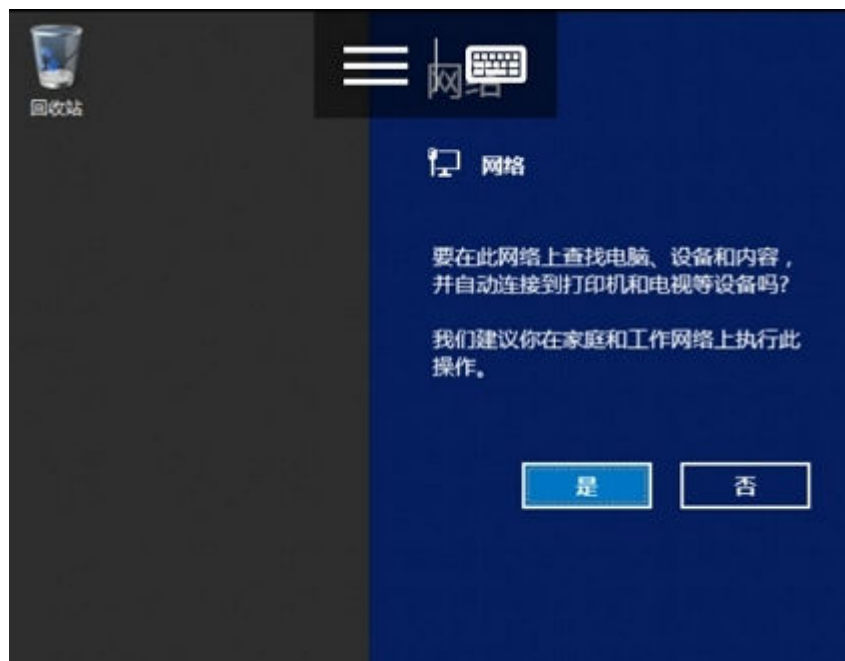 回收站
网络
网络
要在此网络上查找电脑、设备和内容，
并自动连接到打印机和电视等设备吗?
我们建议你在家庭和工作网络上执行此
操作。
是
否